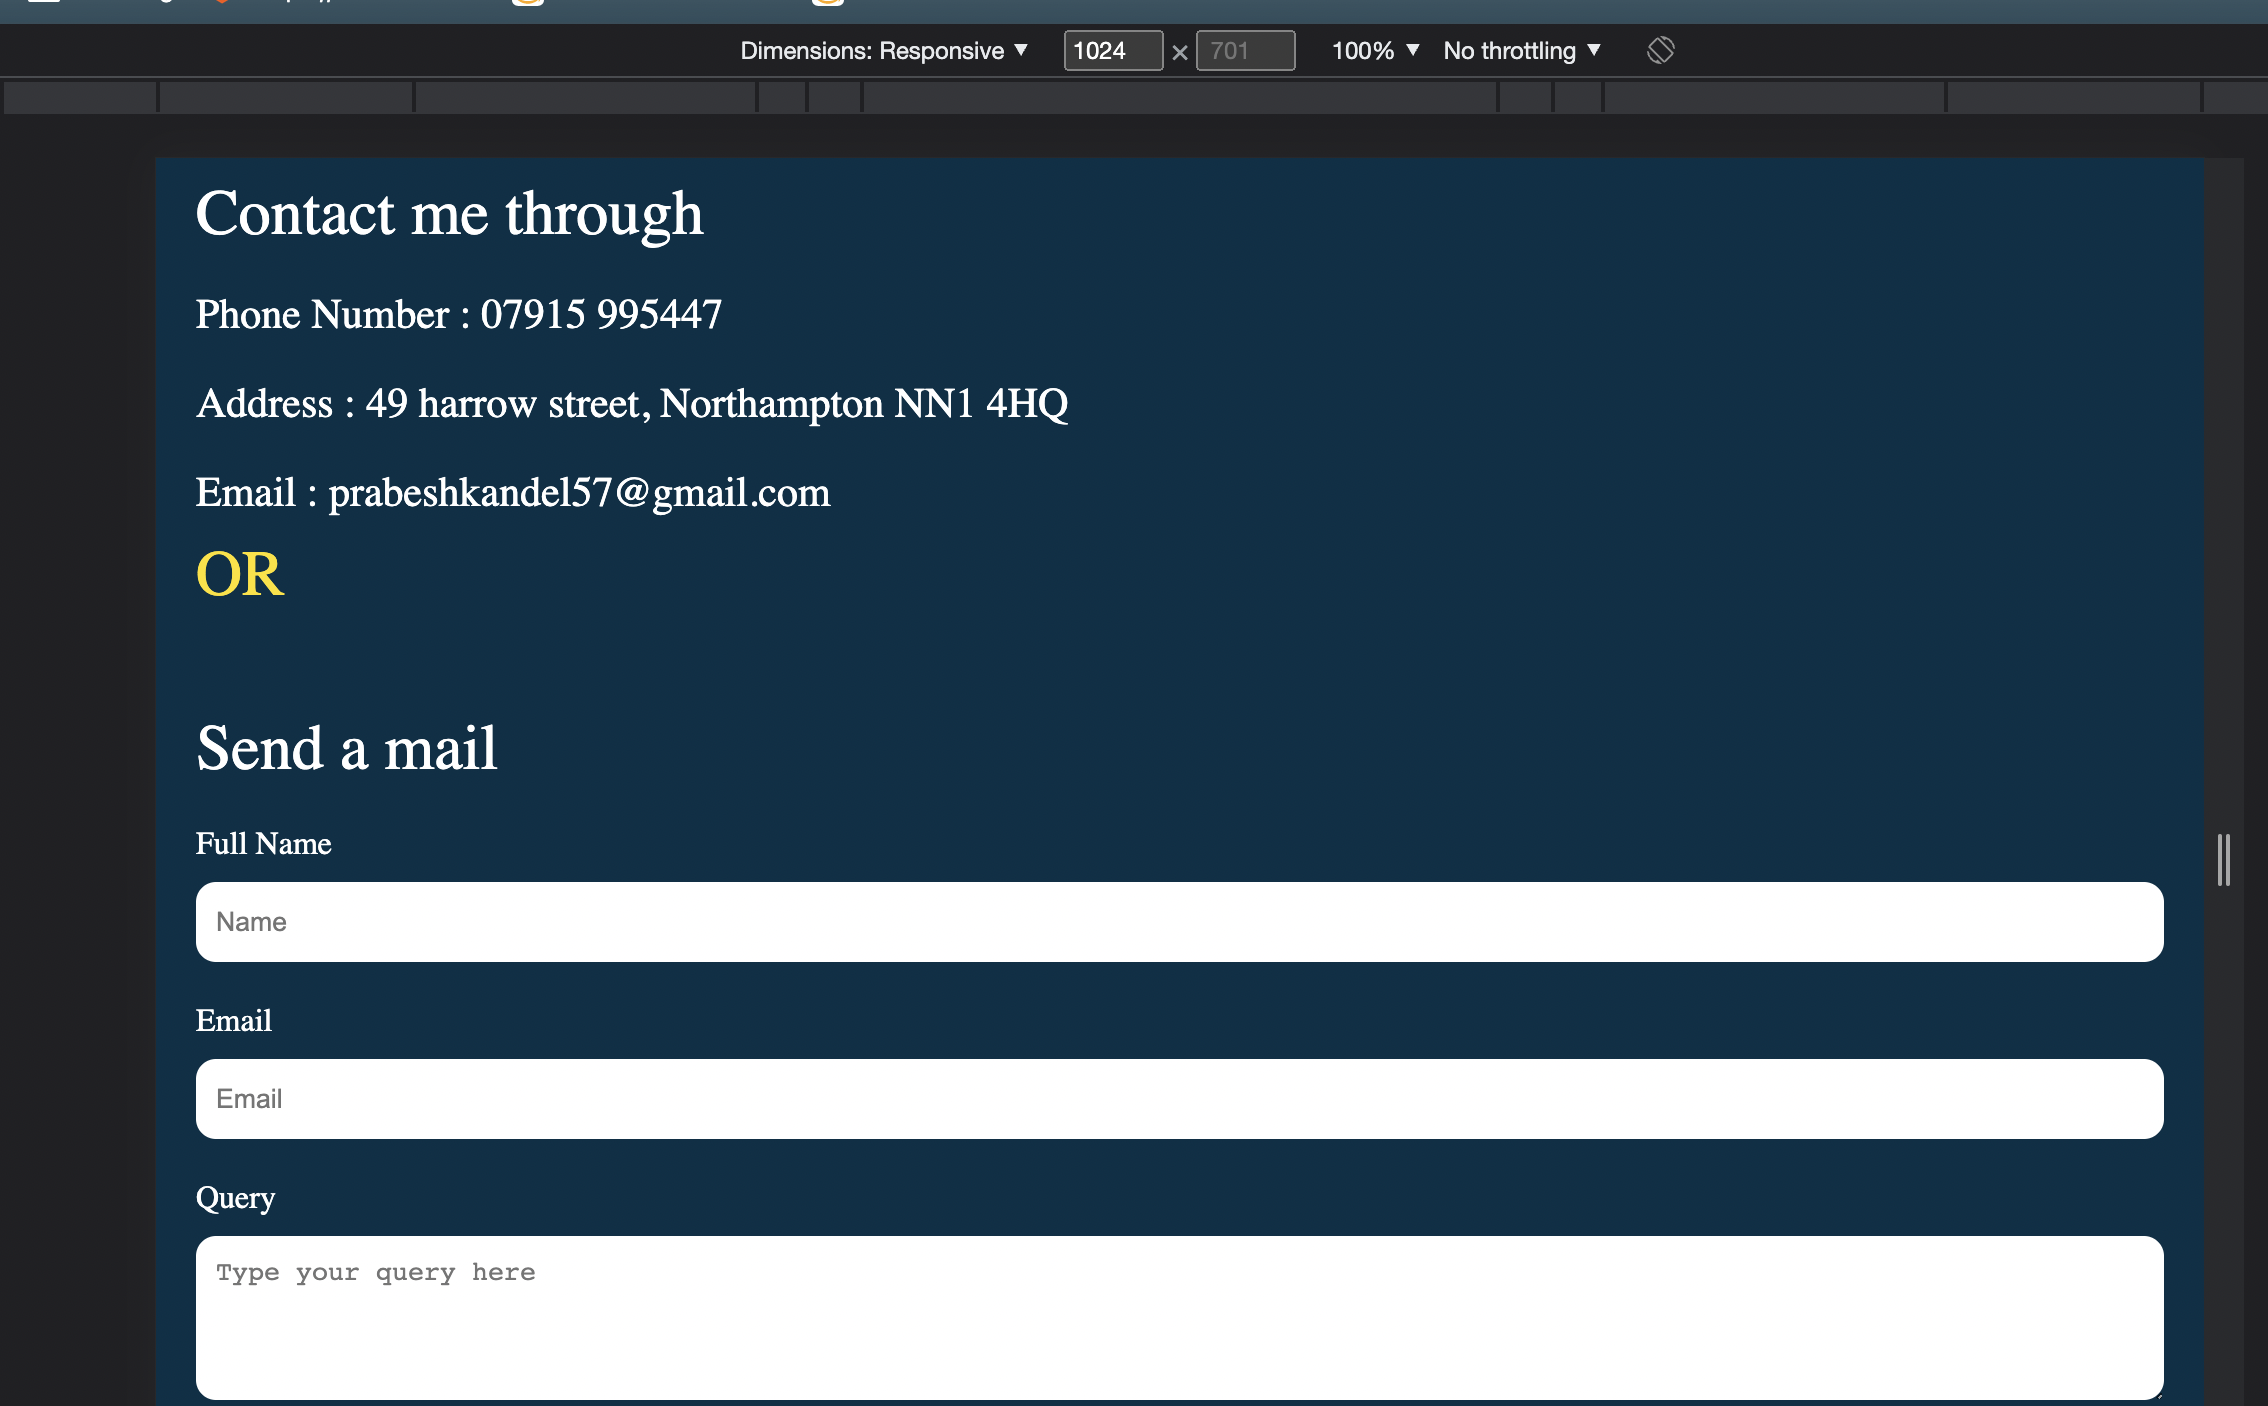 Dimensions: Responsive ▼ 1024 × 701 100% ▼ No throttling ▼
Contact me through
Phone Number : 07915 995447
Address : 49 harrow street, Northampton NN1 4HQ
Email : prabeshkandel57@gmail.com
OR
Send a mail
Full Name
Name
Email
Email
Query
Type your query here